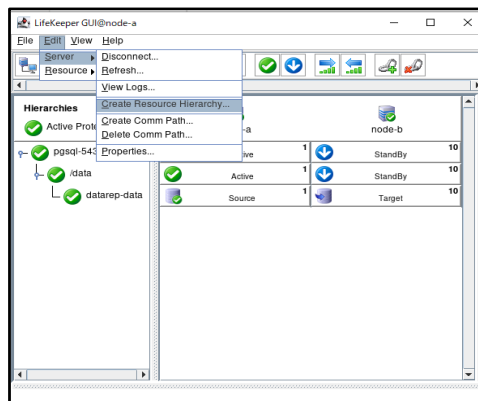 LifeKeeper GUI@node-a
File Edit View Help
Server
Resource
Disconnect...
Refresh...
View Logs...
Create Resource Hierarchy...
Create Comm Path...
Delete Comm Path...
Properties...
Hierarchies
Active Prote
-a
node-b
pgsql-543
ive 1
StandBy 10
/data
Active 1
StandBy 10
datarep-data
Source 1
Target 10